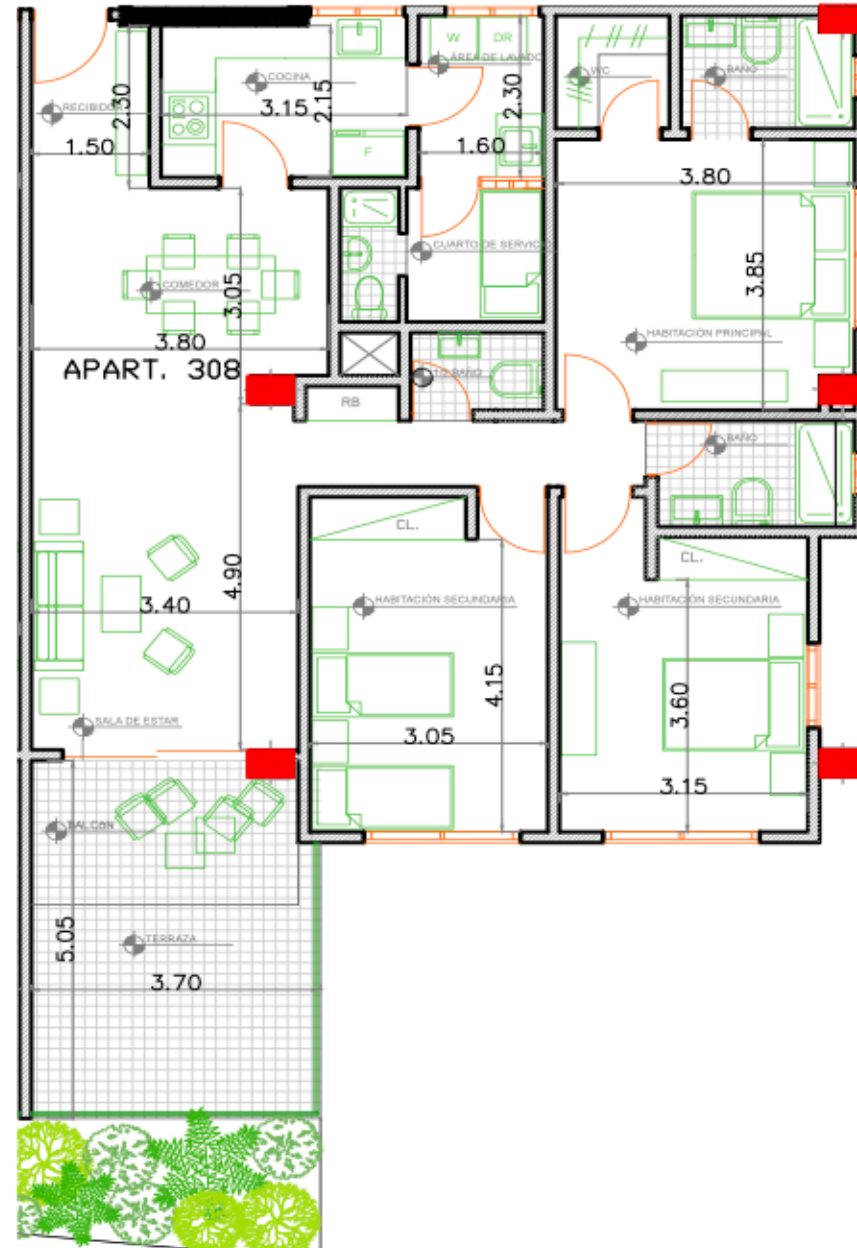 W
DR
COCINA
ÁREA DE LAVADO
WC
BAÑO
RECIBIDOR
2.30
3.15
2.15
2.30
1.50
F
1.60
3.80
CUARTO DE SERVICIO
COMEDOR
3.05
3.85
3.80
HABITACIÓN PRINCIPAL
APART. 308
1/2 BAÑO
RB
BAÑO
CL.
CL.
4.90
3.40
HABITACIÓN SECUNDARIA
HABITACIÓN SECUNDARIA
4.15
3.60
SALA DE ESTAR
3.05
3.15
BALCÓN
5.05
TERRAZA
3.70